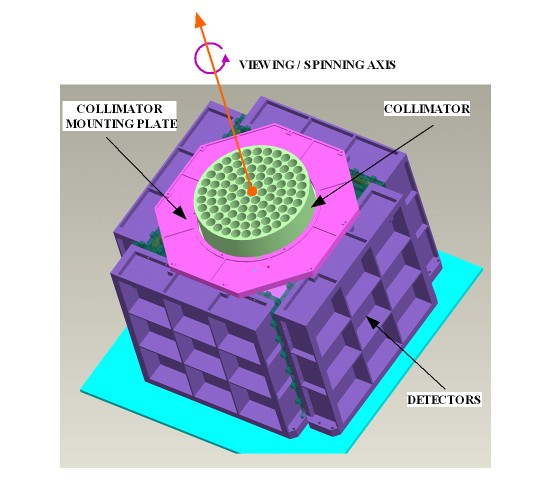 VIEWING / SPINNING AXIS
COLLIMATOR
MOUNTING PLATE
COLLIMATOR
DETECTORS